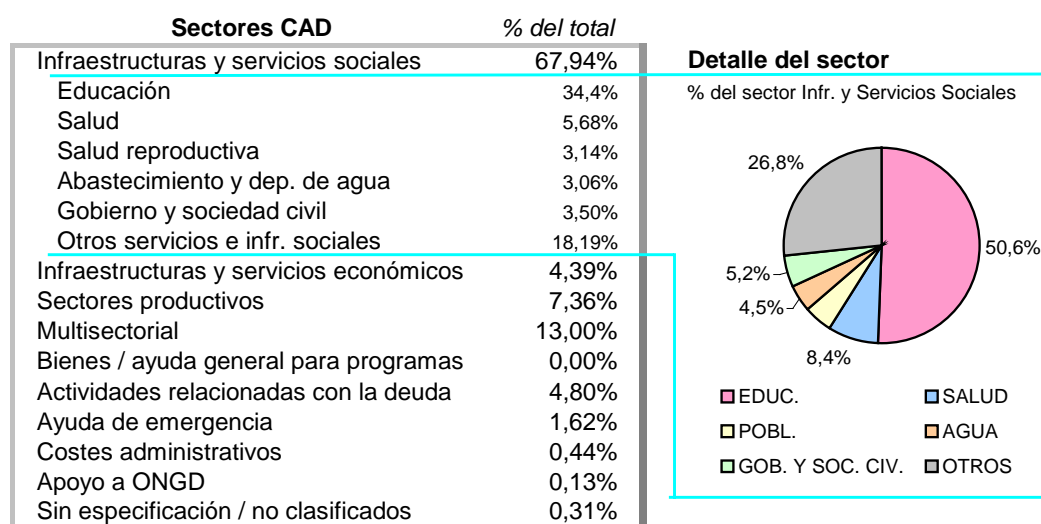 Sectores CAD % del total
Infraestructuras y servicios sociales 67,94%
Educación 34,4%
Salud 5,68%
Salud reproductiva 3,14%
Abastecimiento y dep. de agua 3,06%
Gobierno y sociedad civil 3,50%
Otros servicios e infr. sociales 18,19%
Infraestructuras y servicios económicos 4,39%
Sectores productivos 7,36%
Multisectorial 13,00%
Bienes / ayuda general para programas 0,00%
Actividades relacionadas con la deuda 4,80%
Ayuda de emergencia 1,62%
Costes administrativos 0,44%
Apoyo a ONGD 0,13%
Sin especificación / no clasificados 0,31%
Detalle del sector
% del sector Infr. y Servicios Sociales
26,8%
50,6%
5,2%
4,5%
8,4%
EDUC. SALUD
POBL. AGUA
GOB. Y SOC. CIV. OTROS